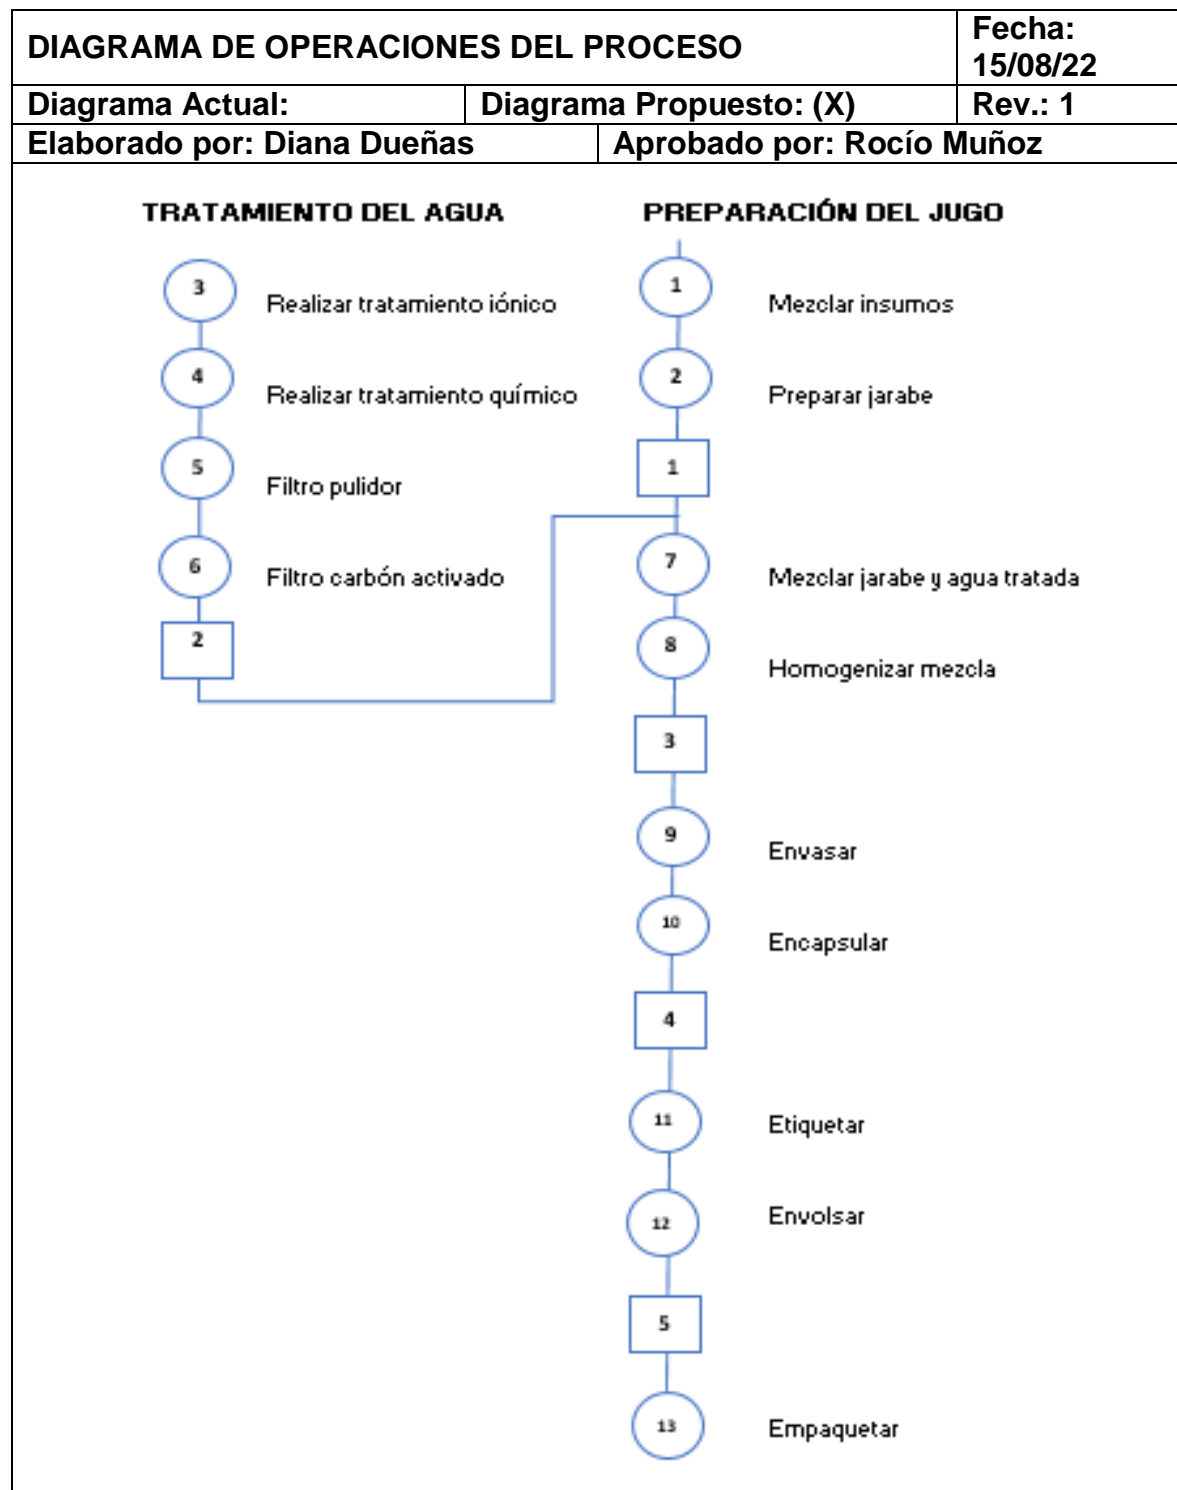 DIAGRAMA DE OPERACIONES DEL PROCESO
Fecha:
15/08/22
Diagrama Actual:
Diagrama Propuesto: (X)
Rev.: 1
Elaborado por: Diana Dueñas
Aprobado por: Rocío Muñoz
TRATAMIENTO DEL AGUA
3
Realizar tratamiento iónico
4
Realizar tratamiento químico
5
Filtro pulidor
6
Filtro carbón activado
2
PREPARACIÓN DEL JUGO
1
Mezclar insumos
2
Preparar jarabe
1
7
Mezclar jarabe y agua tratada
8
Homogenizar mezcla
3
9
Envasar
10
Encapsular
4
11
Etiquetar
12
Envolsar
5
13
Empaquetar